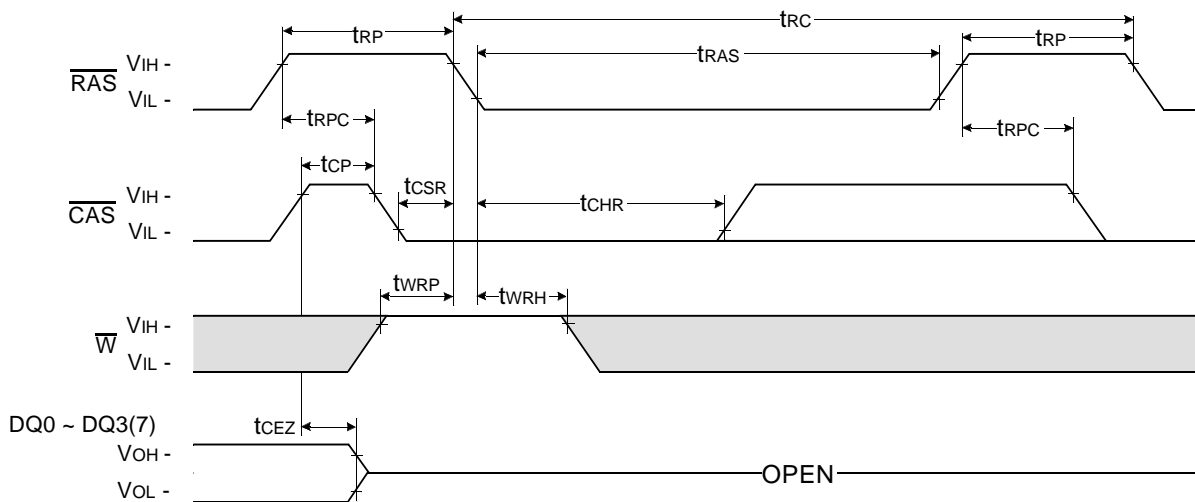 tRP
tRC
tRP
RAS
VIH -
VIL -
tRAS
tRPC
tRPC
tCP
CAS
VIH -
VIL -
tCSR
tCHR
tWRP
tWRH
W
VIH -
VIL -
DQ0 ~ DQ3(7)
VOH -
VOL -
tCEZ
OPEN